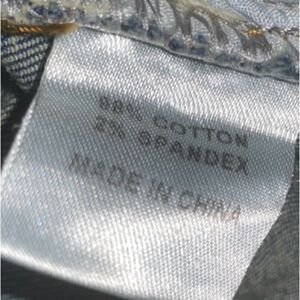 98% COTTON
2% SPANDEX
MADE IN CHINA